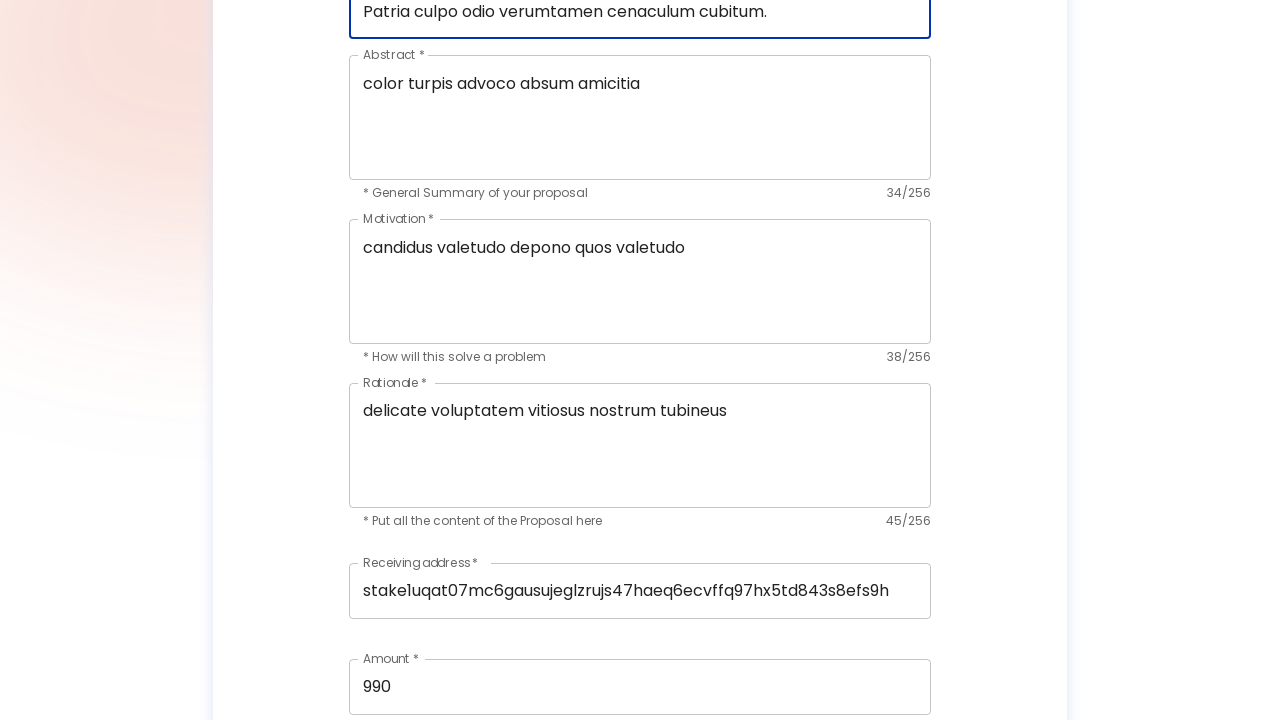 Patria culpo odio verumtamen cenaculum cubitum.
Abstract *
color turpis advoco absum amicitia
* General Summary of your proposal 34/256
Motivation *
candidus valetudo depono quos valetudo
* How will this solve a problem 38/256
Rationale *
delicate voluptatem vitiosus nostrum tubineus
* Put all the content of the Proposal here 45/256
Receiving address *
stake1uqat07mc6gausujeglzrujs47haeq6ecvffq97hx5td843s8efs9h
Amount *
990